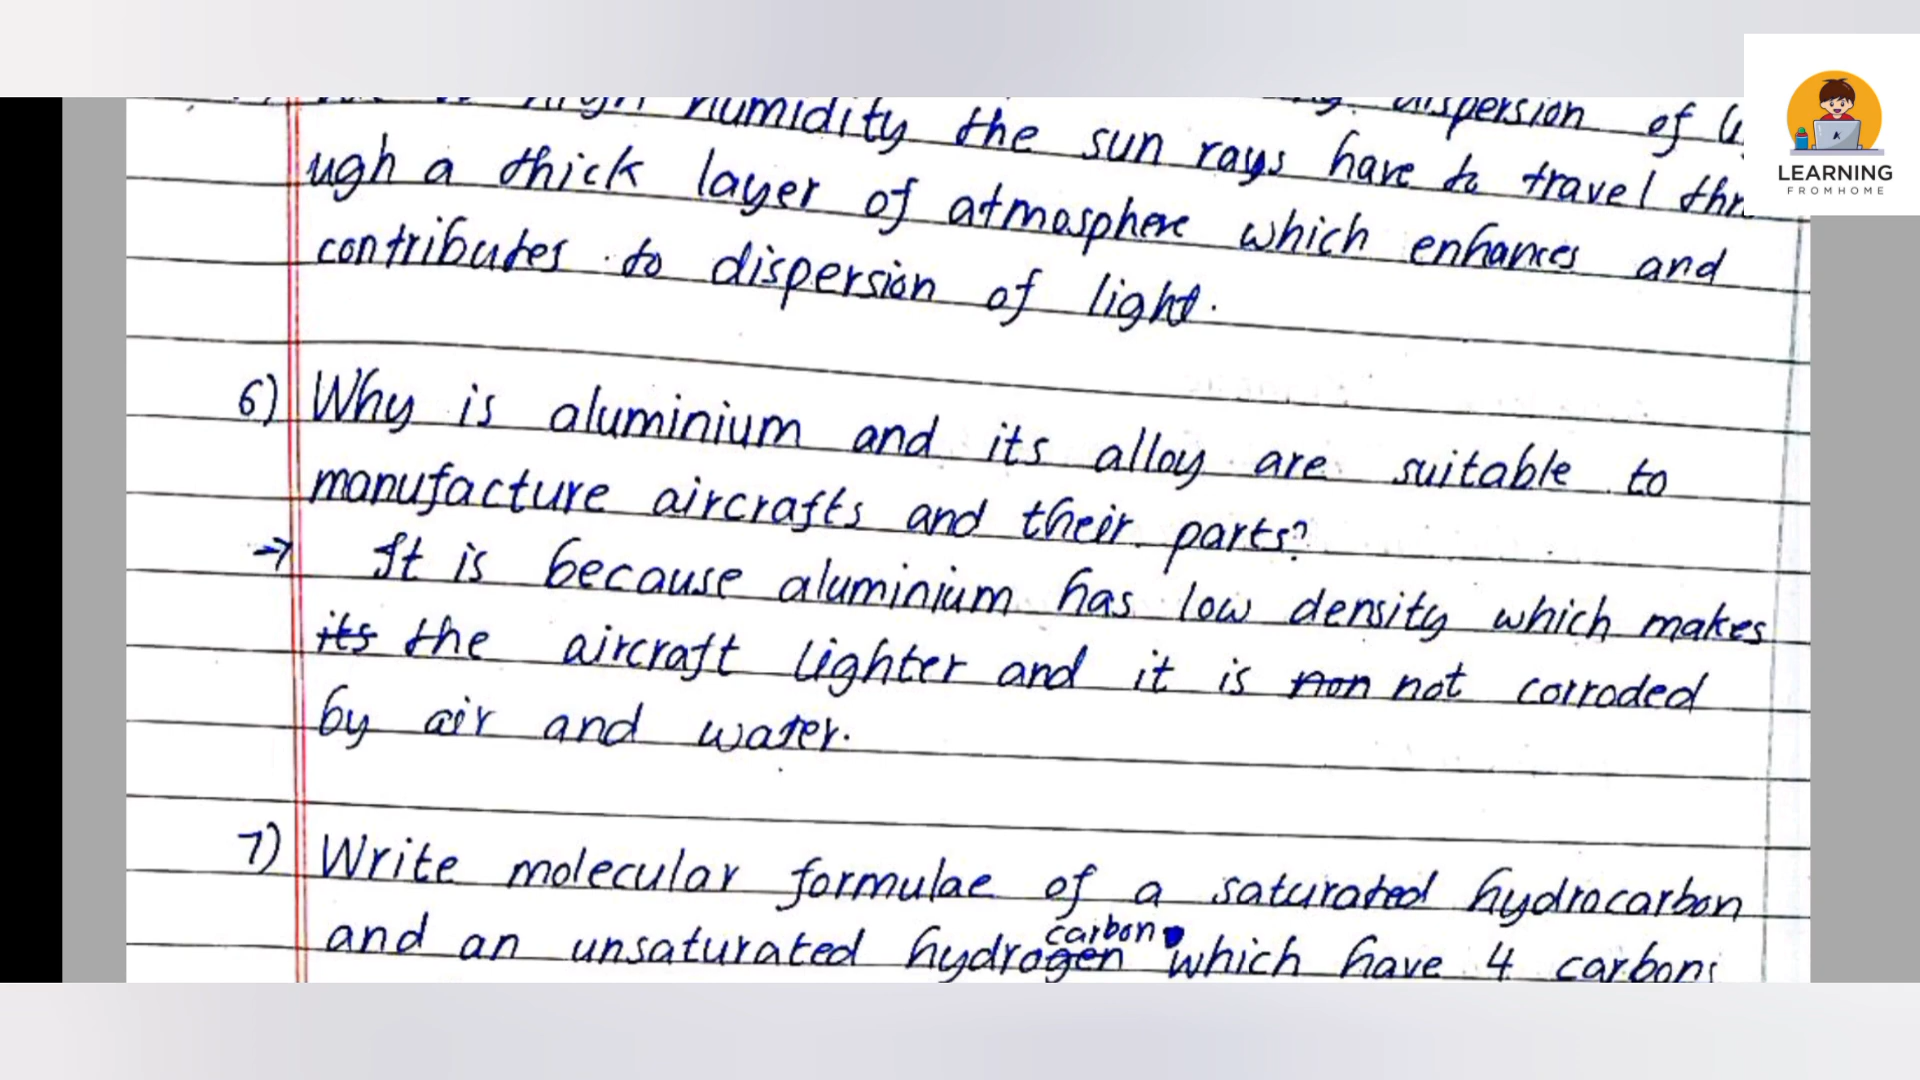 high humidity the sun rays have to travel thr
dispersion of
ugh a thick layer of atmosphere which enhances and
contributes to dispersion of light.
6) Why is aluminium and its alloy are suitable to
manufacture aircrafts and their parts?
→ It is because aluminium has low density which makes
its the aircraft lighter and it is non not corroded
by air and water.
7) Write molecular formulae of a saturated hydrocarbon
carbon
and an unsaturated hydrogen which have 4 carbons
LEARNING
FROMHOME